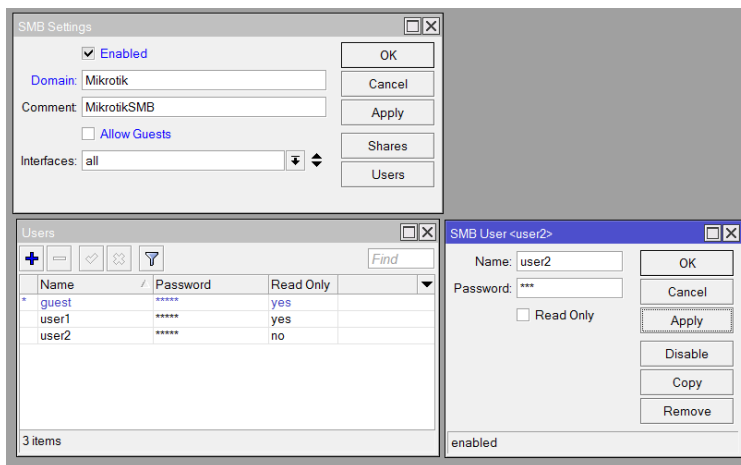 SMB Settings
Enabled
OK
Domain: Mikrotik
Cancel
Comment: MikrotikSMB
Apply
Allow Guests
Shares
Interfaces: all
Users
Users
Find
Name Password Read Only
* guest ***** yes
user1 ***** yes
user2 ***** no
3 items
SMB User <user2>
Name: user2
OK
Password: ***
Cancel
Read Only
Apply
Disable
Copy
Remove
enabled